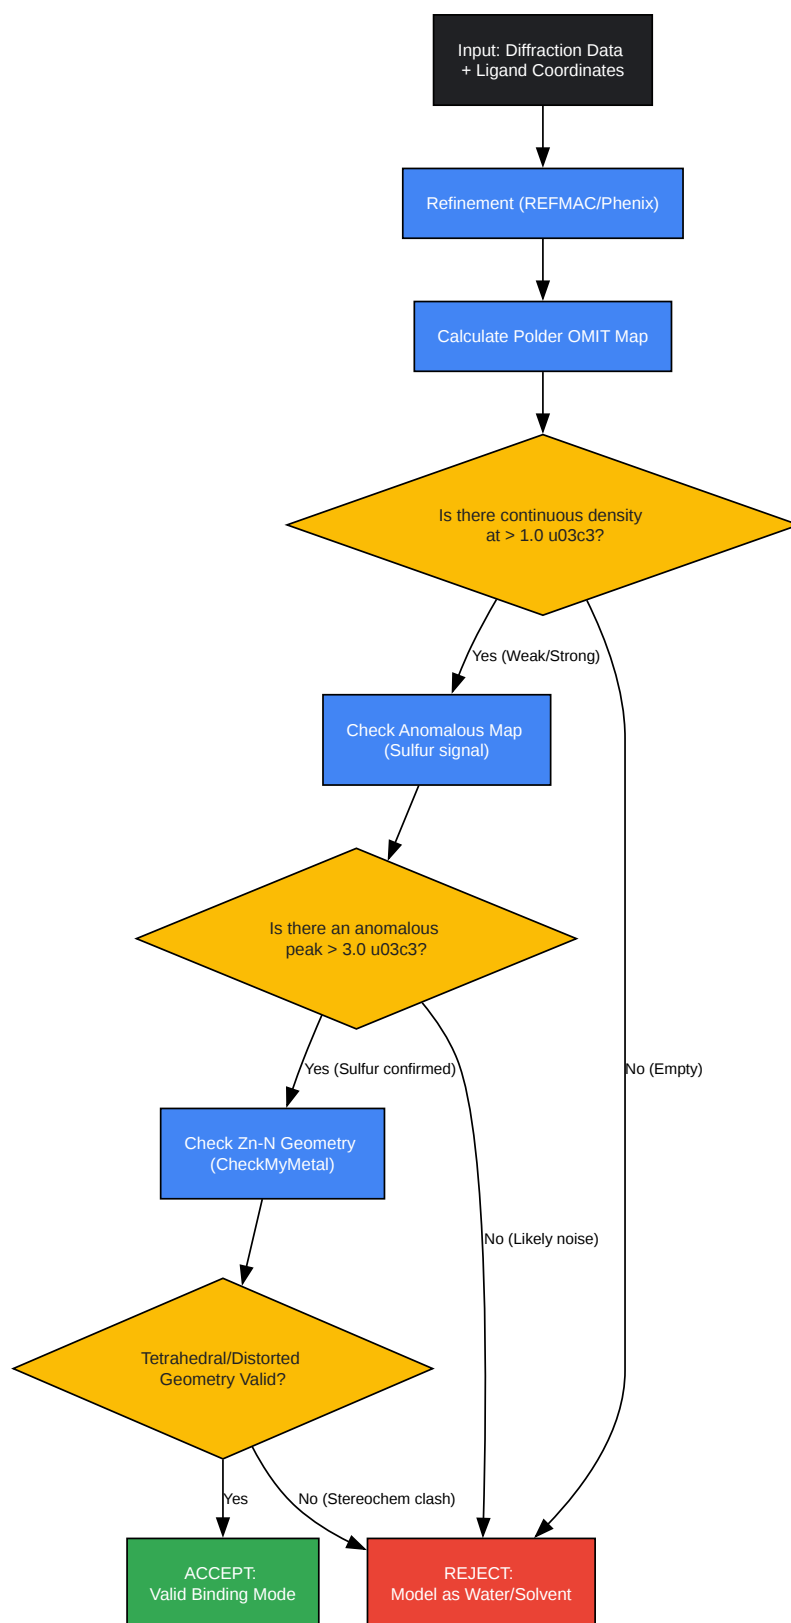 Input: Diffraction Data
+ Ligand Coordinates
Refinement (REFMAC/Phenix)
Calculate Polder OMIT Map
Is there continuous density
at > 1.0 u03c3?
Yes (Weak/Strong)
Check Anomalous Map
(Sulfur signal)
Is there an anomalous
peak > 3.0 u03c3?
Yes (Sulfur confirmed)
No (Empty)
Check Zn-N Geometry
(CheckMyMetal)
No (Likely noise)
Tetrahedral/Distorted
Geometry Valid?
Yes
No (Stereochem clash)
ACCEPT:
Valid Binding Mode
REJECT:
Model as Water/Solvent